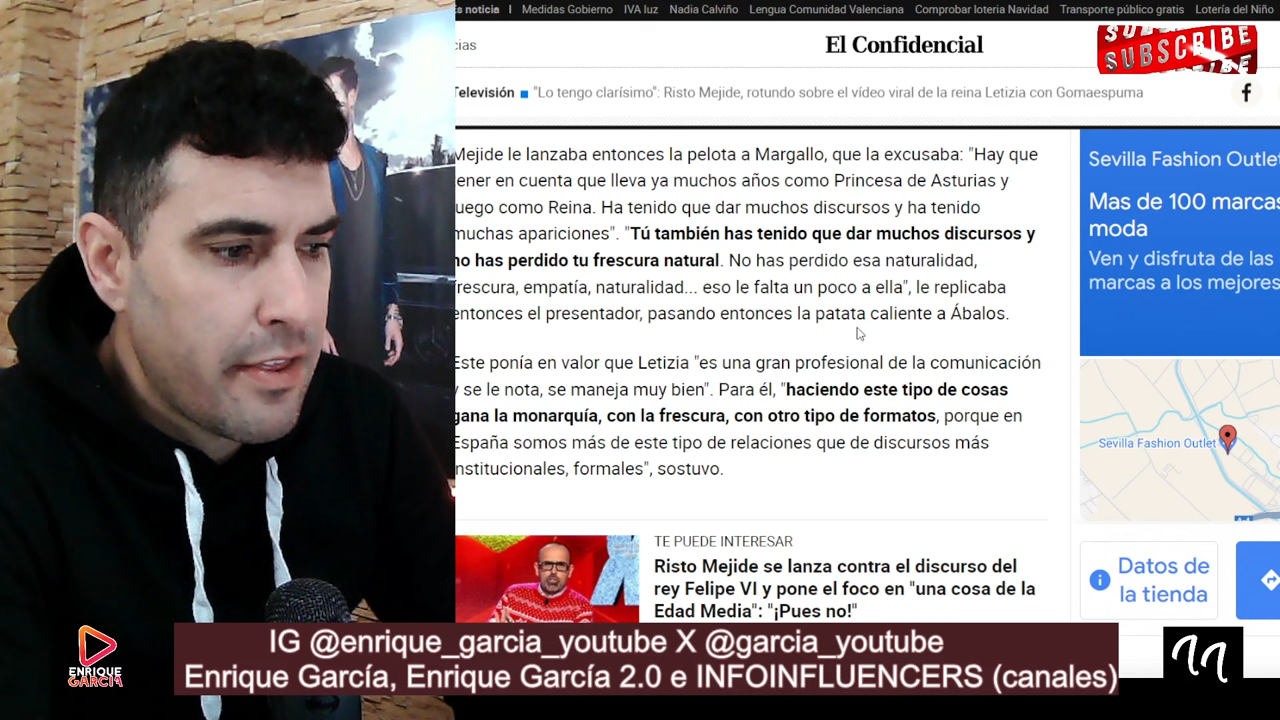 Es noticia | Medidas Gobierno IVA luz Nadia Calviño Lengua Comunidad Valenciana Comprobar loteria Navidad Transporte público gratis Lotería del Niño
cias
El Confidencial
SUBSCRIBE
SUBSCRIBE
Televisión "Lo tengo clarísimo": Risto Mejide, rotundo sobre el vídeo viral de la reina Letizia con Gomaespuma
Mejide le lanzaba entonces la pelota a Margallo, que la excusaba: "Hay que
tener en cuenta que lleva ya muchos años como Princesa de Asturias y
luego como Reina. Ha tenido que dar muchos discursos y ha tenido
muchas apariciones". "Tú también has tenido que dar muchos discursos y
no has perdido tu frescura natural. No has perdido esa naturalidad,
frescura, empatía, naturalidad... eso le falta un poco a ella", le replicaba
entonces el presentador, pasando entonces la patata caliente a Ábalos.
Este ponía en valor que Letizia "es una gran profesional de la comunicación
y se le nota, se maneja muy bien". Para él, "haciendo este tipo de cosas
gana la monarquía, con la frescura, con otro tipo de formatos, porque en
España somos más de este tipo de relaciones que de discursos más
institucionales, formales", sostuvo.
Sevilla Fashion Outlet
Mas de 100 marcas
moda
Ven y disfruta de las
marcas a los mejores
Sevilla Fashion Outlet
Datos de
la tienda
TE PUEDE INTERESAR
Risto Mejide se lanza contra el discurso del
rey Felipe VI y pone el foco en "una cosa de la
Edad Media": "¡Pues no!"
ENRIQUE
GARCÍA
IG @enrique_garcia_youtube X @garcia_youtube
Enrique García, Enrique García 2.0 e INFOINFLUENCERS (canales)